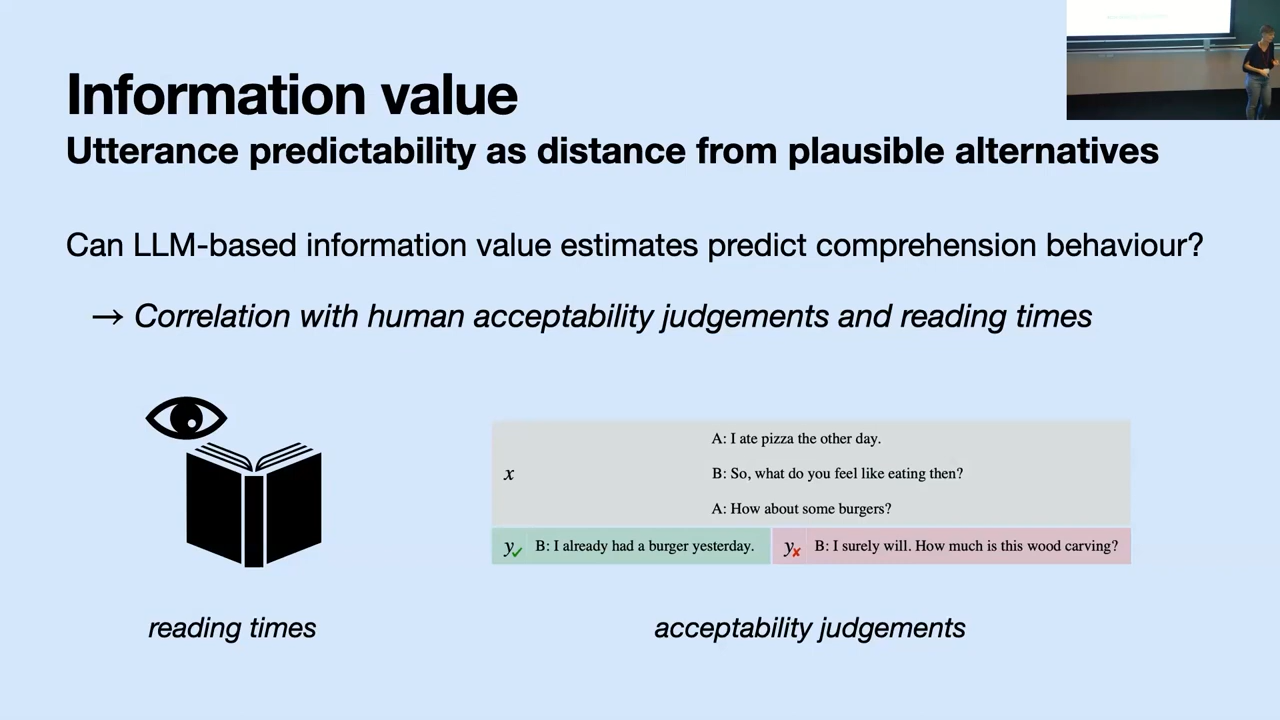 Information value
Utterance predictability as distance from plausible alternatives
Can LLM-based information value estimates predict comprehension behaviour?
→ Correlation with human acceptability judgements and reading times
A: I ate pizza the other day.
x B: So, what do you feel like eating then?
A: How about some burgers?
y✓ B: I already had a burger yesterday. y✗ B: I surely will. How much is this wood carving?
reading times acceptability judgements